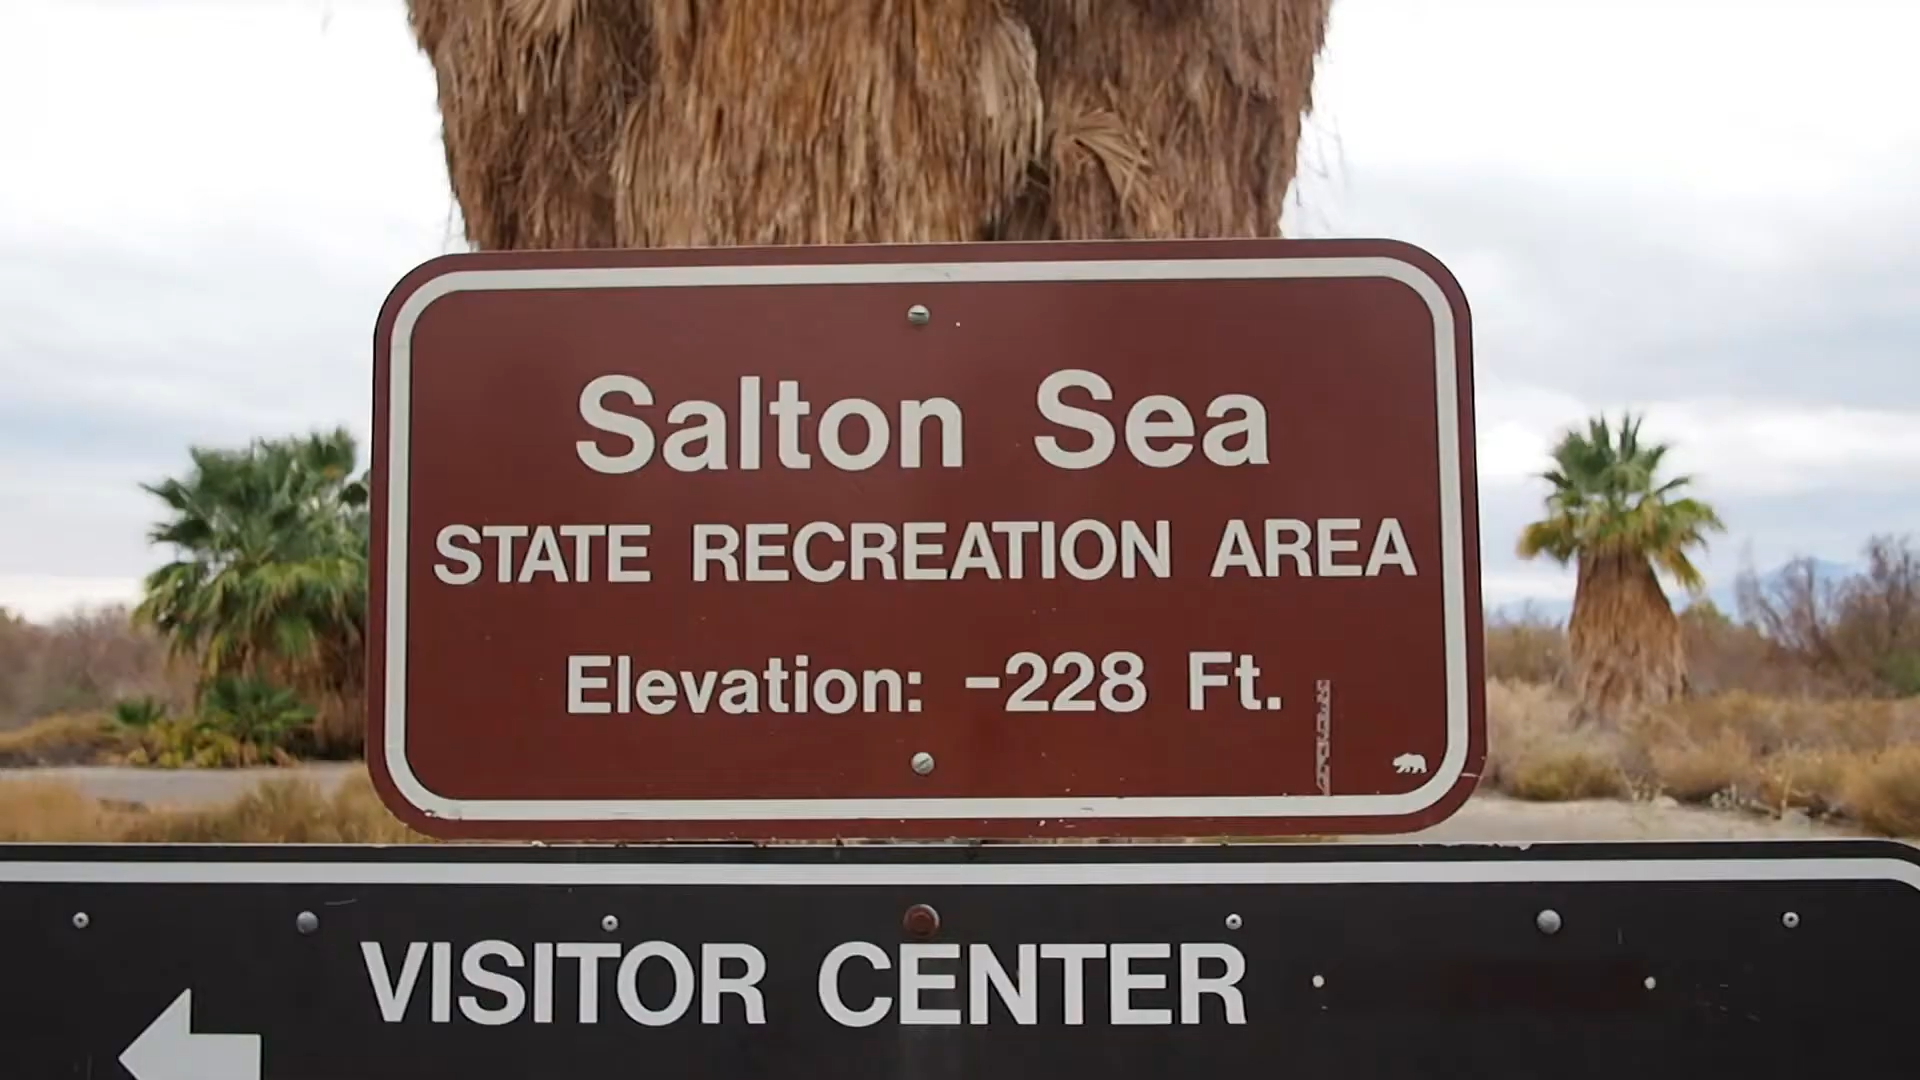 Salton Sea
STATE RECREATION AREA
Elevation: -228 Ft.
VISITOR CENTER